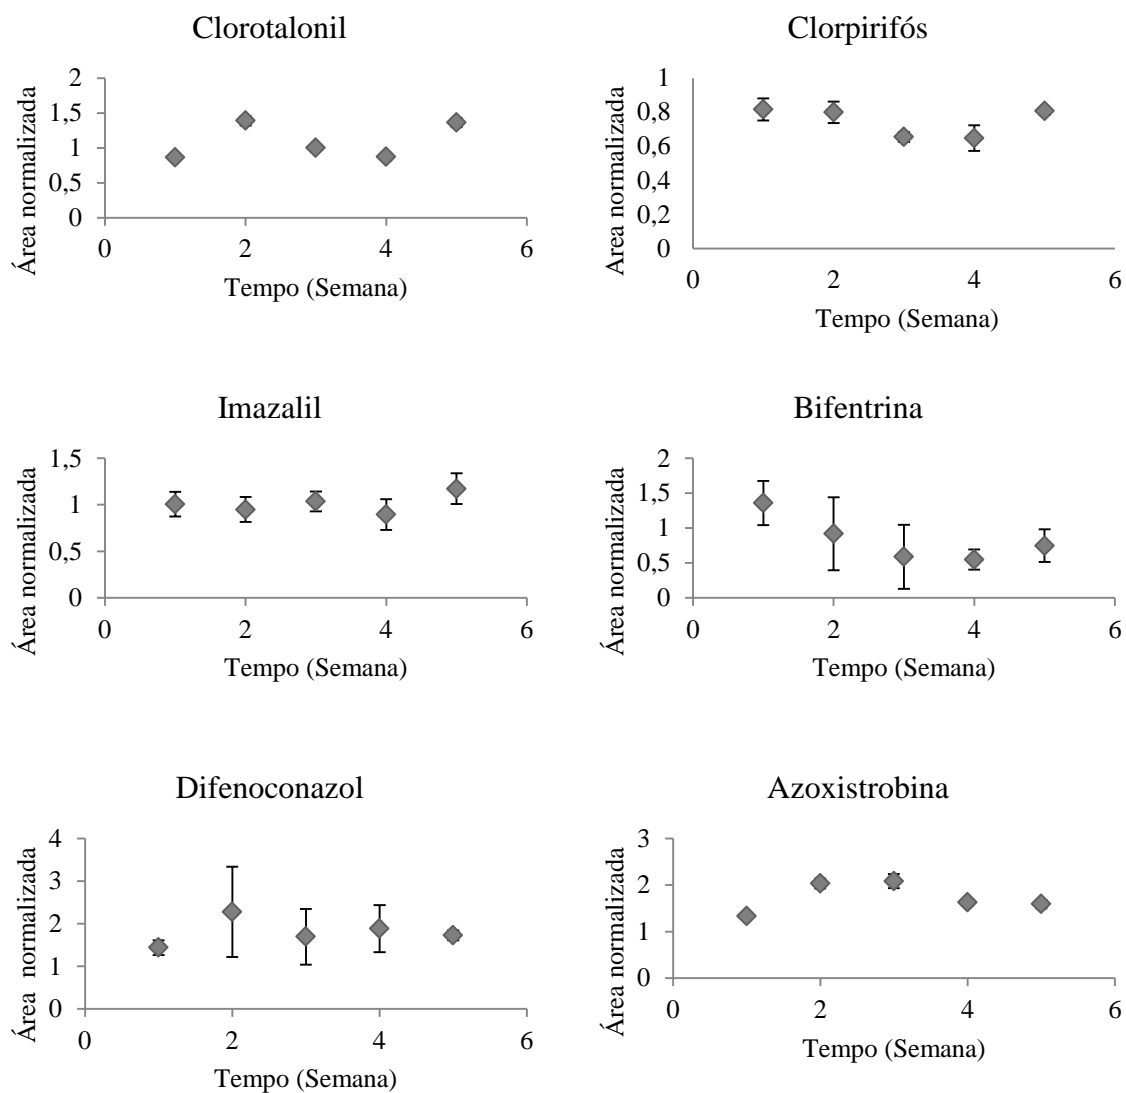 Clorotalonil
Área normalizada
2
1,5
1
0,5
0
0 2 4 6
Tempo (Semana)
Clorpirifós
Área normalizada
1
0,8
0,6
0,4
0,2
0
0 2 4 6
Tempo (Semana)
Imazalil
Área normalizada
1,5
1
0,5
0
0 2 4 6
Tempo (Semana)
Bifentrina
Área normalizada
2
1,5
1
0,5
0
0 2 4 6
Tempo (Semana)
Difenoconazol
Área normalizada
4
3
2
1
0
0 2 4 6
Tempo (Semana)
Azoxistrobina
Área normalizada
3
2
1
0
0 2 4 6
Tempo (Semana)